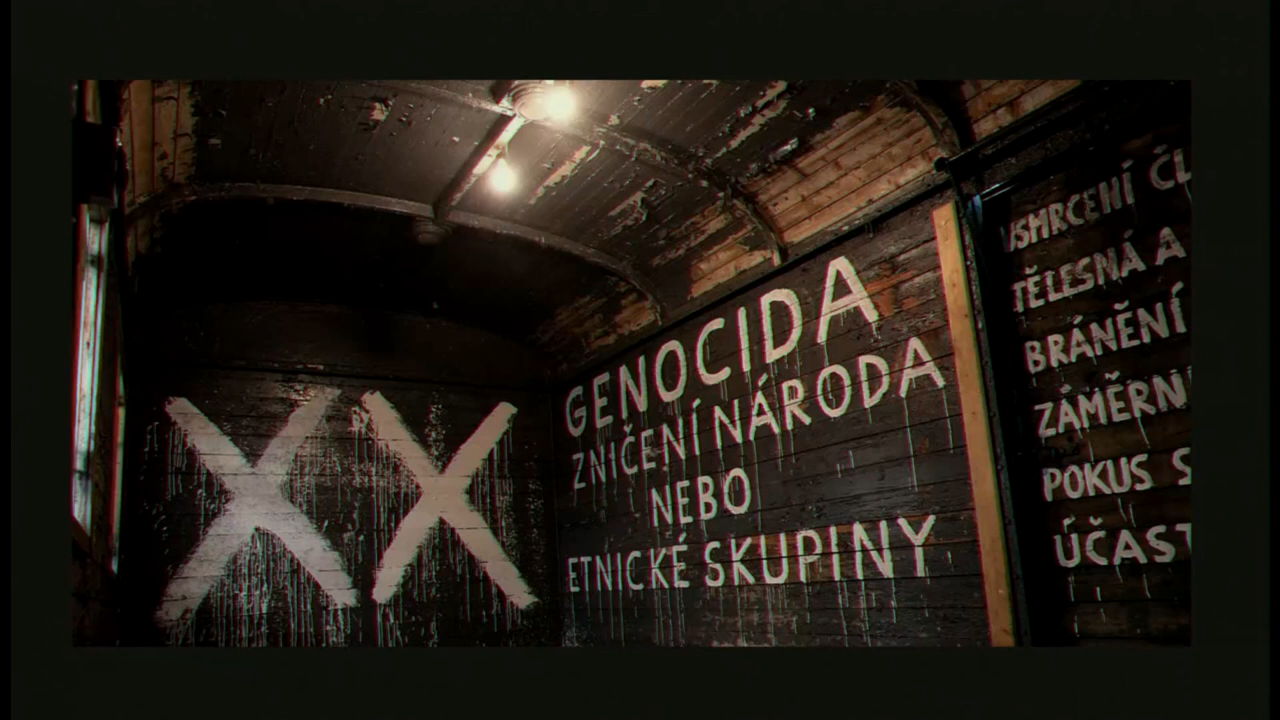 XX
GENOCIDA
ZNIČENÍ NÁRODA
NEBO
ETNICKÉ SKUPINY
USMRCENÍ
TĚLESNÁ A
BRÁNĚNÍ
POKUS